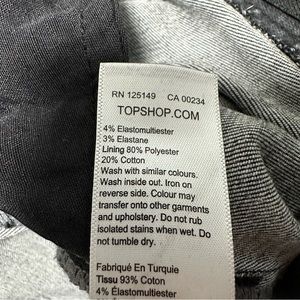 RN 125149 CA 00234
TOPSHOP.COM
4% Elastomultiester
3% Elastane
Lining 80% Polyester
20% Cotton
Wash with similar colours.
Wash inside out. Iron on
reverse side. Colour may
transfer onto other garments
and upholstery. Do not rub
isolated stains when wet. Do
not tumble dry.
Fabriqué En Turquie
Tissu 93% Coton
4% Élastomultiester